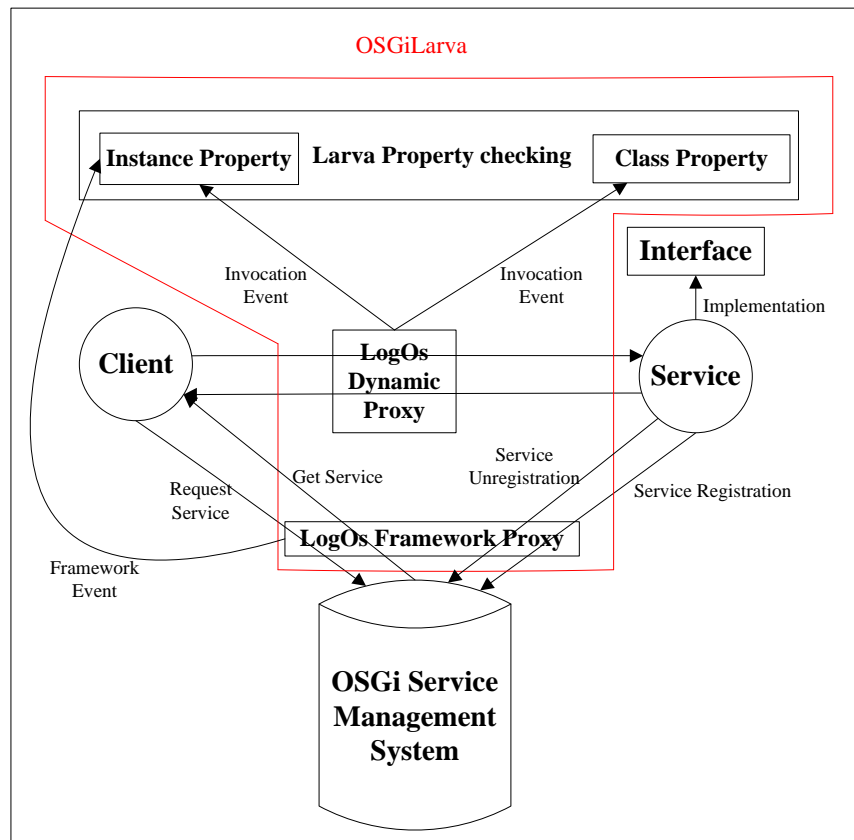 OSGiLarva
Instance Property
Larva Property checking
Class Property
Interface
Invocation
Event
Invocation
Event
Implementation
Client
LogOs
Dynamic
Proxy
Service
Request
Service
Get Service
Service
Unregistration
Service Registration
LogOs Framework Proxy
Framework
Event
OSGi Service
Management
System